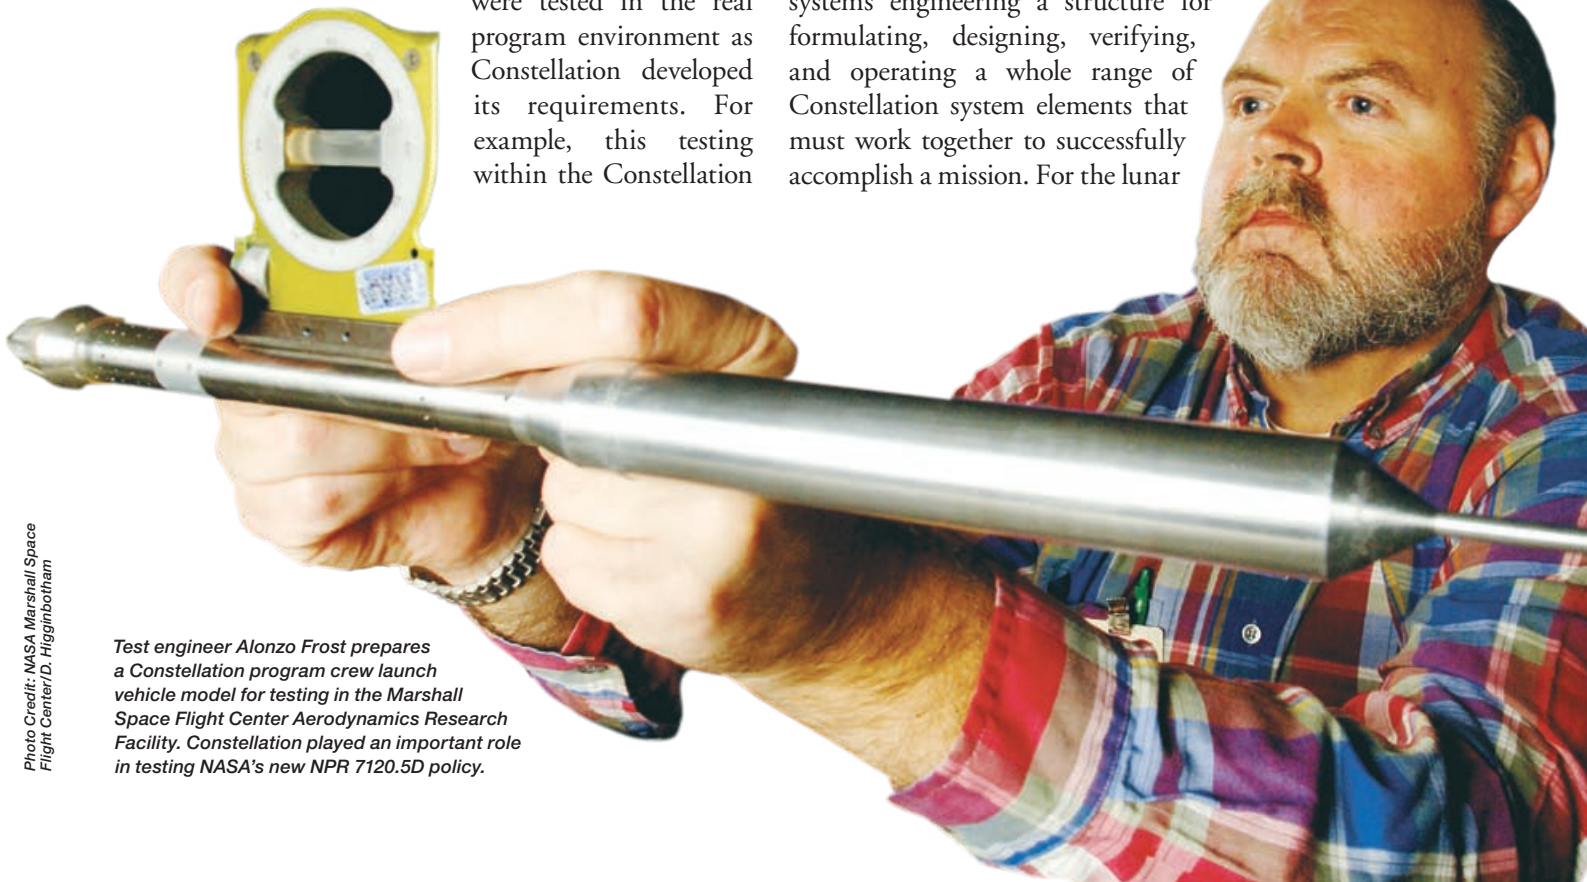 were tested in the real
program environment as
Constellation developed
its requirements. For
example, this testing
within the Constellation
systems engineering a structure for
formulating, designing, verifying,
and operating a whole range of
Constellation system elements that
must work together to successfully
accomplish a mission. For the lunar
Photo Credit: NASA Marshall Space
Flight Center/D. Higginbotham
Test engineer Alonzo Frost prepares
a Constellation program crew launch
vehicle model for testing in the Marshall
Space Flight Center Aerodynamics Research
Facility. Constellation played an important role
in testing NASA's new NPR 7120.5D policy.